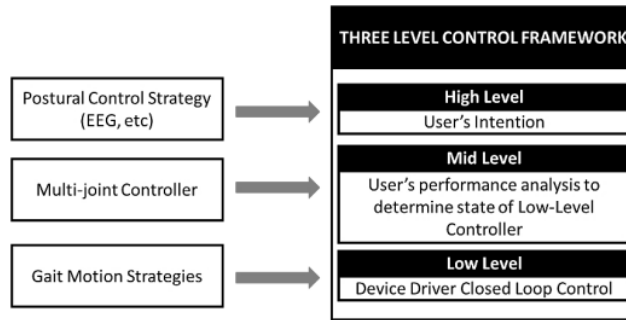 THREE LEVEL CONTROL FRAMEWORK
Postural Control Strategy
(EEG, etc)
High Level
User's Intention
Multi-joint Controller
Mid Level
User's performance analysis to
determine state of Low-Level
Controller
Gait Motion Strategies
Low Level
Device Driver Closed Loop Control